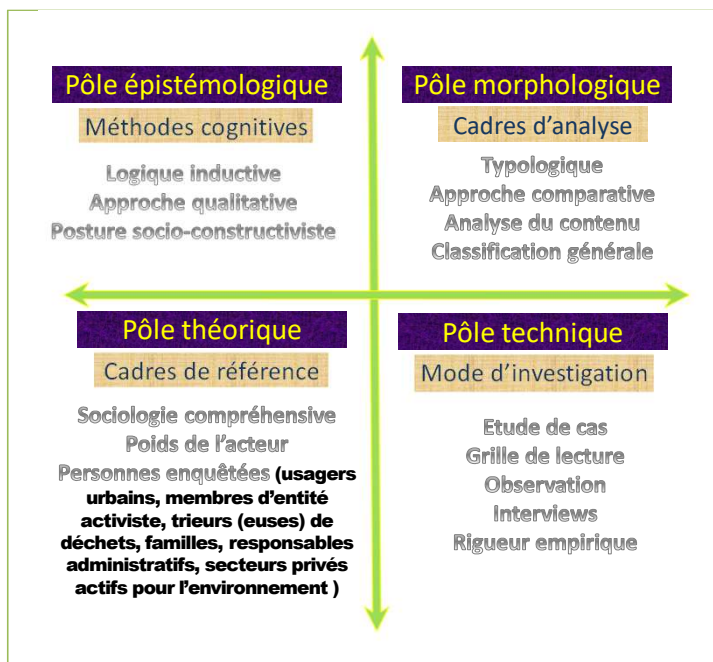 Pôle épistémologique
Méthodes cognitives
Logique inductive
Approche qualitative
Posture socio-constructiviste
Pôle morphologique
Cadres d'analyse
Typologique
Approche comparative
Analyse du contenu
Classification générale
Pôle théorique
Cadres de référence
Sociologie compréhensive
Poids de l'acteur
Personnes enquêtées (usagers
urbains, membres d'entité
activiste, trieurs (euses) de
déchets, familles, responsables
administratifs, secteurs privés
actifs pour l'environnement )
Pôle technique
Mode d'investigation
Etude de cas
Grille de lecture
Observation
Interviews
Rigueur empirique